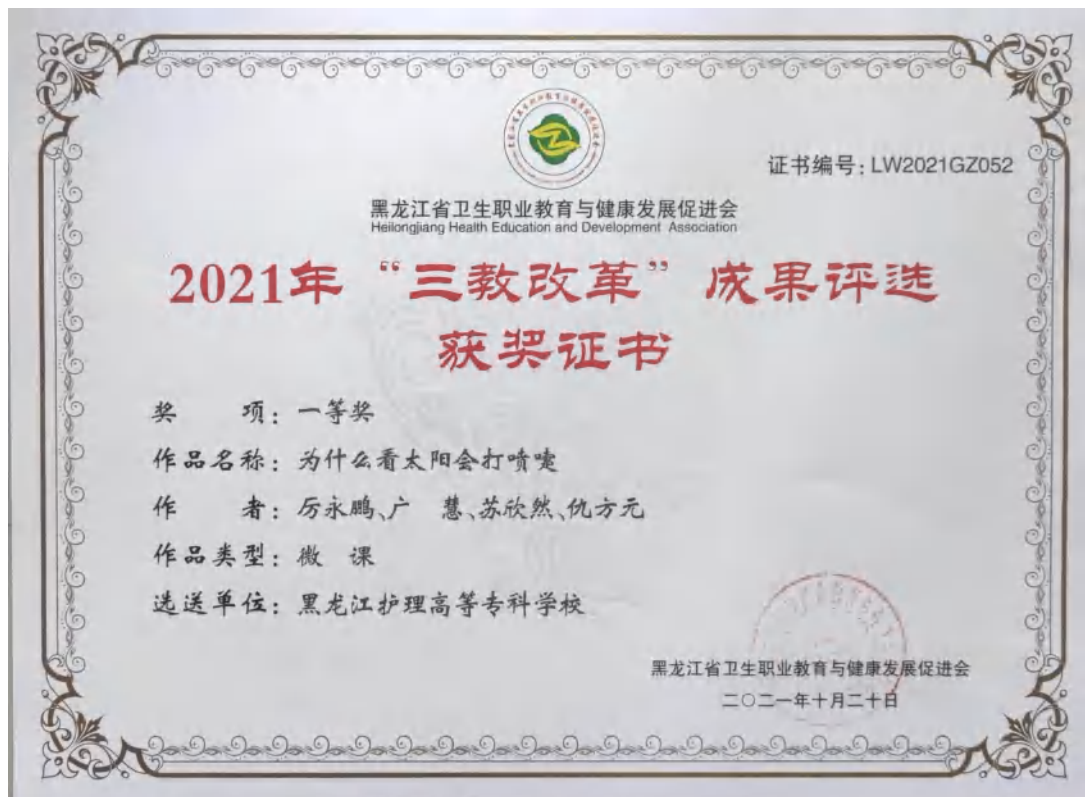 证书编号：LW2021GZ052
黑龙江省卫生职业教育与健康发展促进会
Heilongjiang Health Education and Development Association
2021年“三教改革”成果评选
获奖证书
奖　　项：一等奖
作品名称：为什么看太阳会打喷嚏
作　　者：厉永鹏、广　慧、苏欣然、仇方元
作品类型：微　课
选送单位：黑龙江护理高等专科学校
黑龙江省卫生职业教育与健康发展促进会
二〇二一年十月二十日